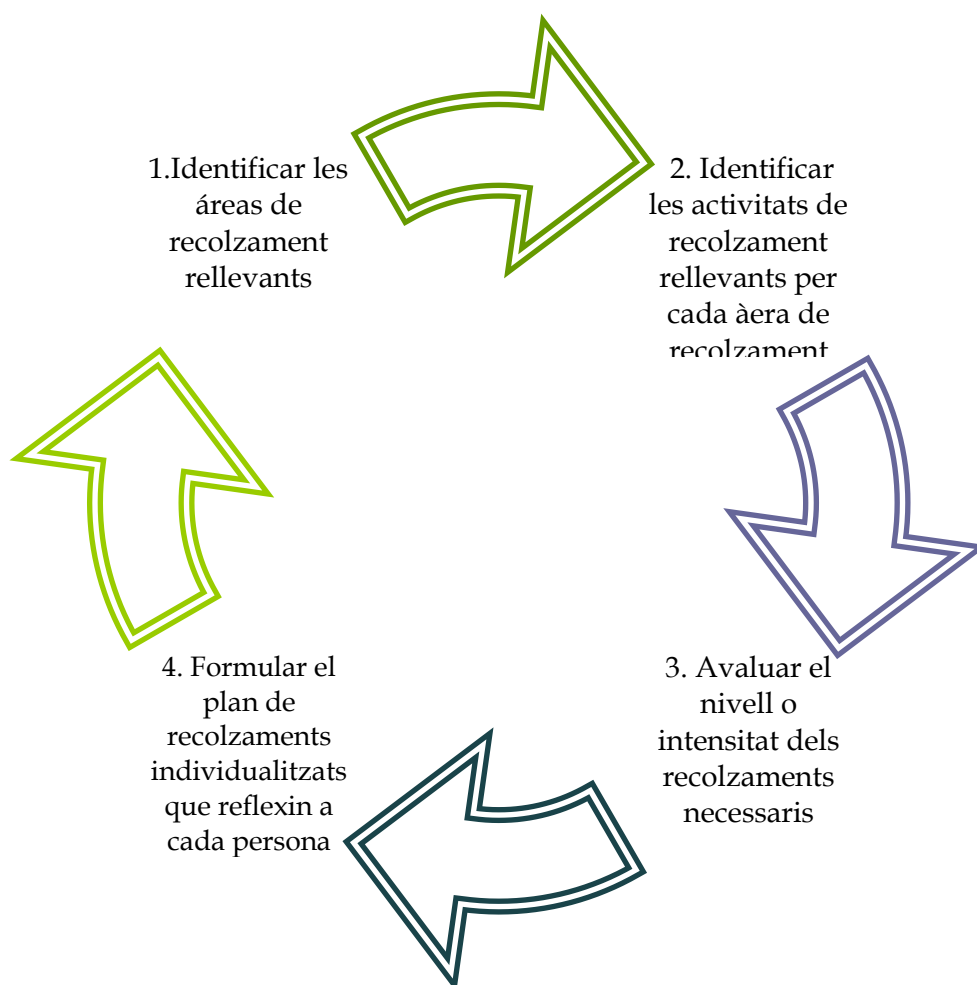 1.Identificar les
áreas de
recolzament
rellevants
2. Identificar
les activitats de
recolzament
rellevants per
cada àera de
recolzament
3. Avaluar el
nivell o
intensitat dels
recolzaments
necessaris
4. Formular el
plan de
recolzaments
individualitzats
que reflexin a
cada persona